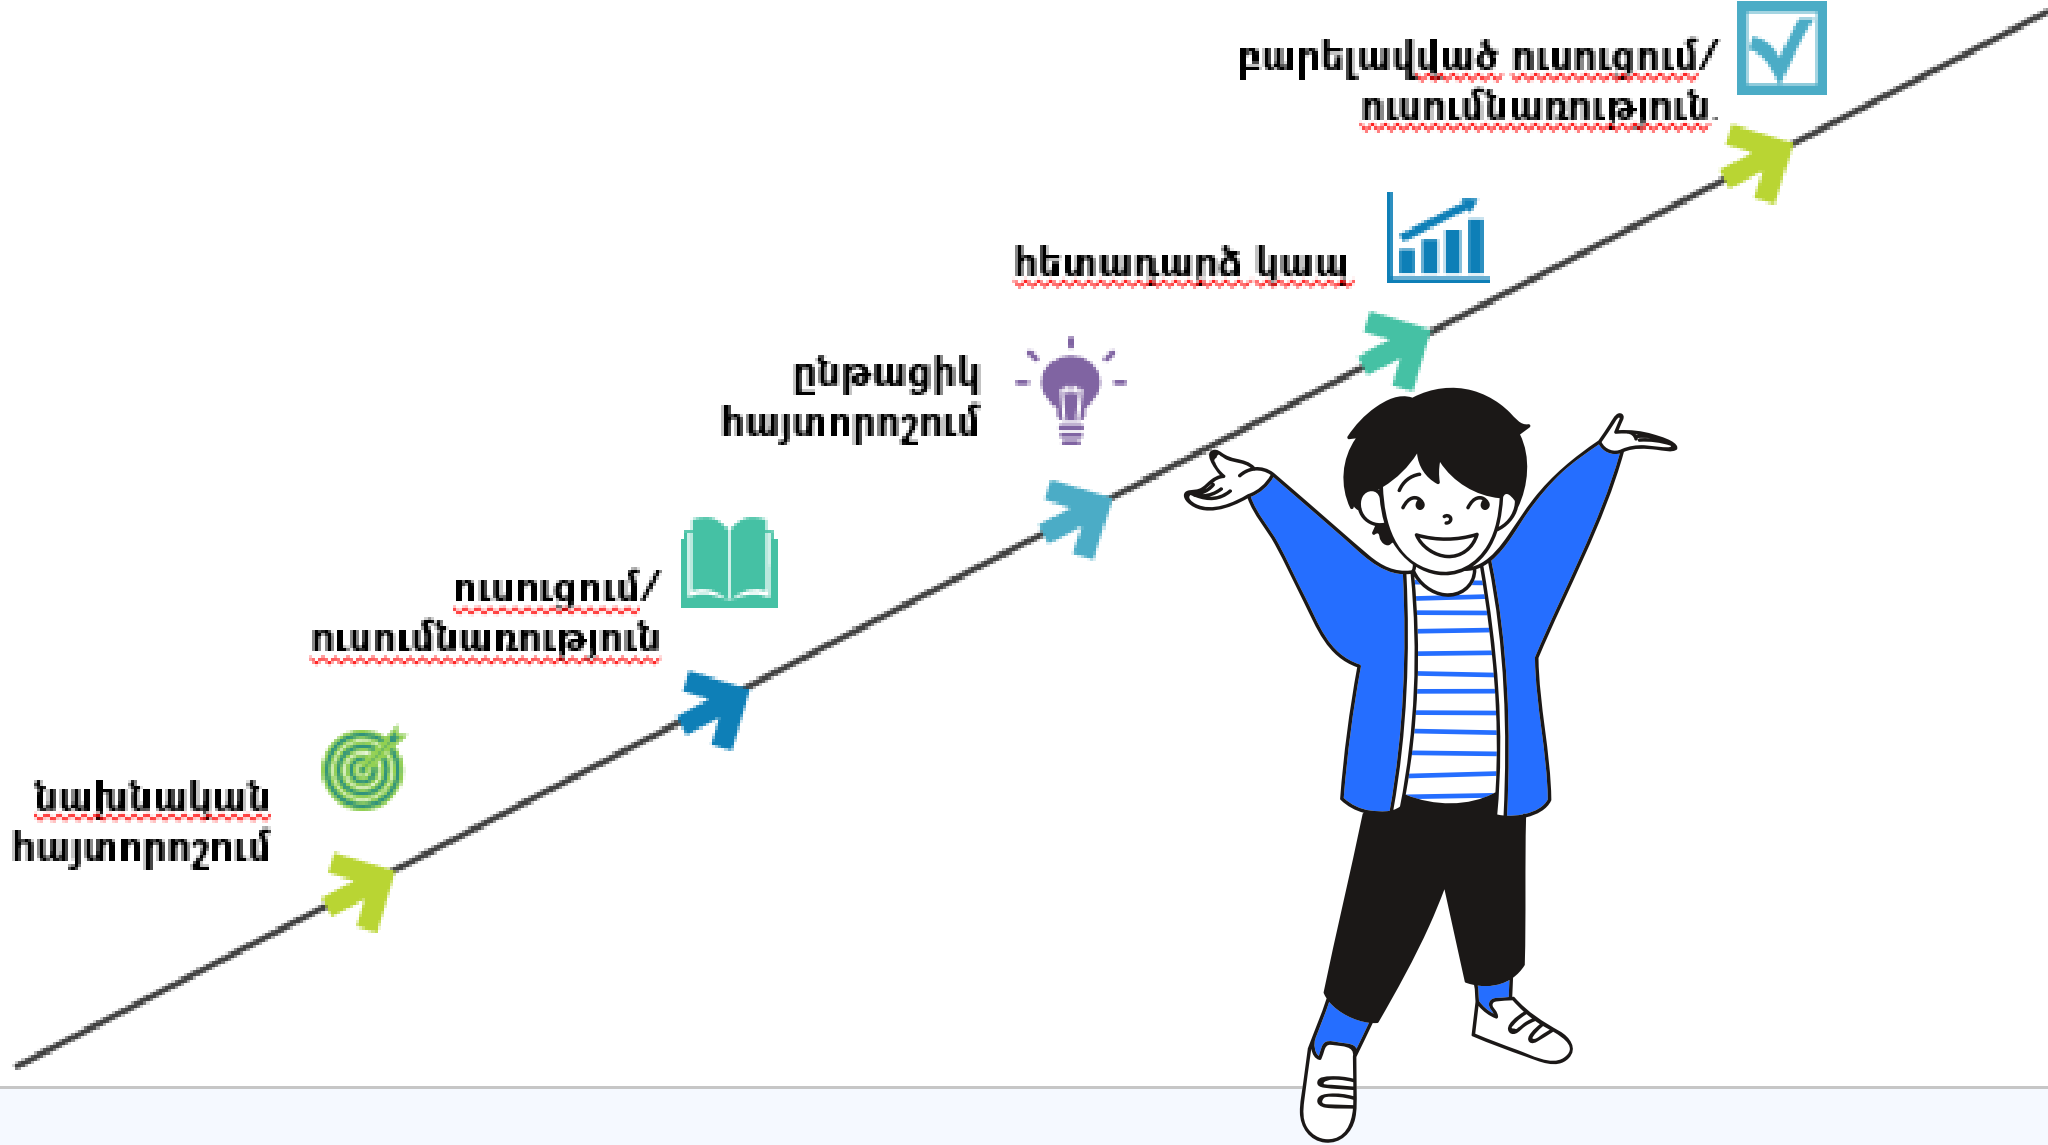 բարելավված ուսուցում/
ուսումնառություն.
հետադարձ կապ
ընթացիկ
հայտորոշում
ուսուցում/
ուսումնառություն
նախնական
հայտորոշում